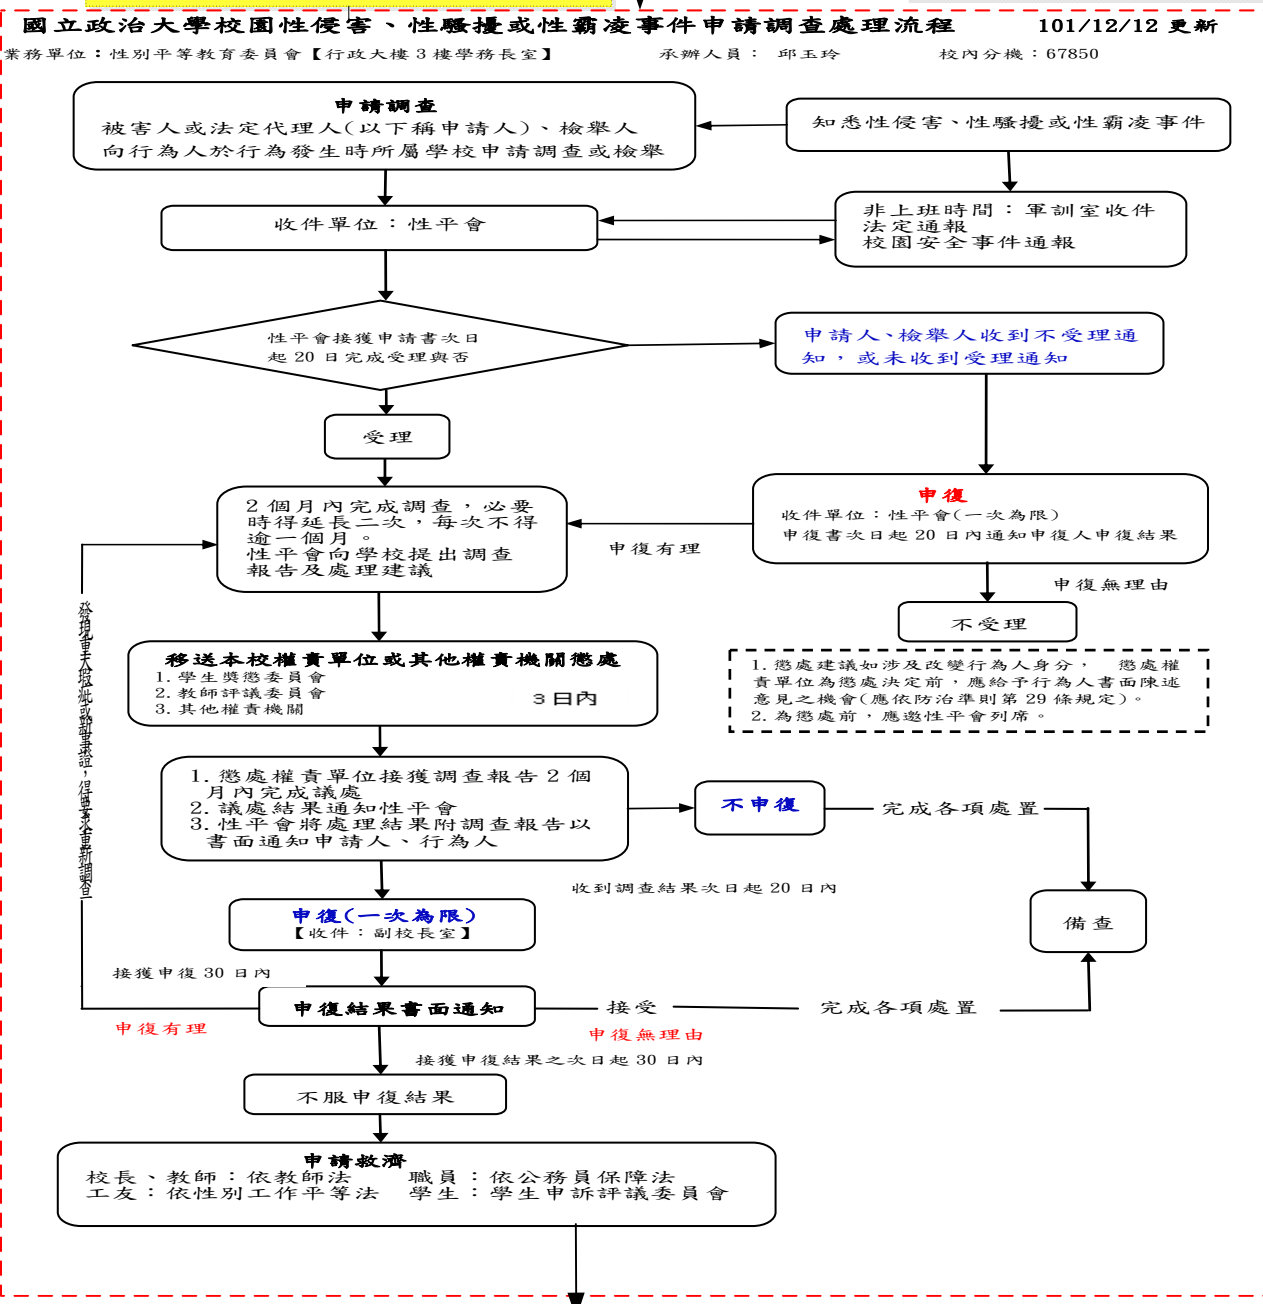 國立政治大學校園性侵害、性騷擾或性霸凌事件申請調查處理流程 101/12/12 更新
業務單位：性別平等教育委員會【行政大樓 3 樓學務長室】 承辦人員： 邱玉玲 校內分機：67850
申請調查
被害人或法定代理人(以下稱申請人)、檢舉人
向行為人於行為發生時所屬學校申請調查或檢舉
知悉性侵害、性騷擾或性霸凌事件
收件單位：性平會
非上班時間：軍訓室收件
法定通報
校園安全事件通報
性平會接獲申請書次日
起 20 日完成受理與否
申請人、檢舉人收到不受理通
知，或未收到受理通知
受理
2 個月內完成調查，必要
時得延長二次，每次不得
逾一個月。
性平會向學校提出調查
報告及處理建議
申復
收件單位：性平會(一次為限)
申復書次日起 20 日內通知申復人申復結果
申復有理
申復無理由
不受理
發現重大瑕疵或新事證，得要求重新調查
移送本校權責單位或其他權責機關懲處
1. 學生獎懲委員會
2. 教師評議委員會
3. 其他權責機關
3 日內
1. 懲處建議如涉及改變行為人身分， 懲處權
責單位為懲處決定前，應給予行為人書面陳述
意見之機會(應依防治準則第 29 條規定)。
2. 為懲處前，應邀性平會列席。
1. 懲處權責單位接獲調查報告 2 個
月內完成議處
2. 議處結果通知性平會
3. 性平會將處理結果附調查報告以
書面通知申請人、行為人
不申復
完成各項處置
收到調查結果次日起 20 日內
申復(一次為限)
【收件：副校長室】
備查
接獲申復 30 日內
申復結果書面通知
接受
完成各項處置
申復有理
申復無理由
接獲申復結果之次日起 30 日內
不服申復結果
申請救濟
校長、教師：依教師法 職員：依公務員保障法
工友：依性別工作平等法 學生：學生申訴評議委員會